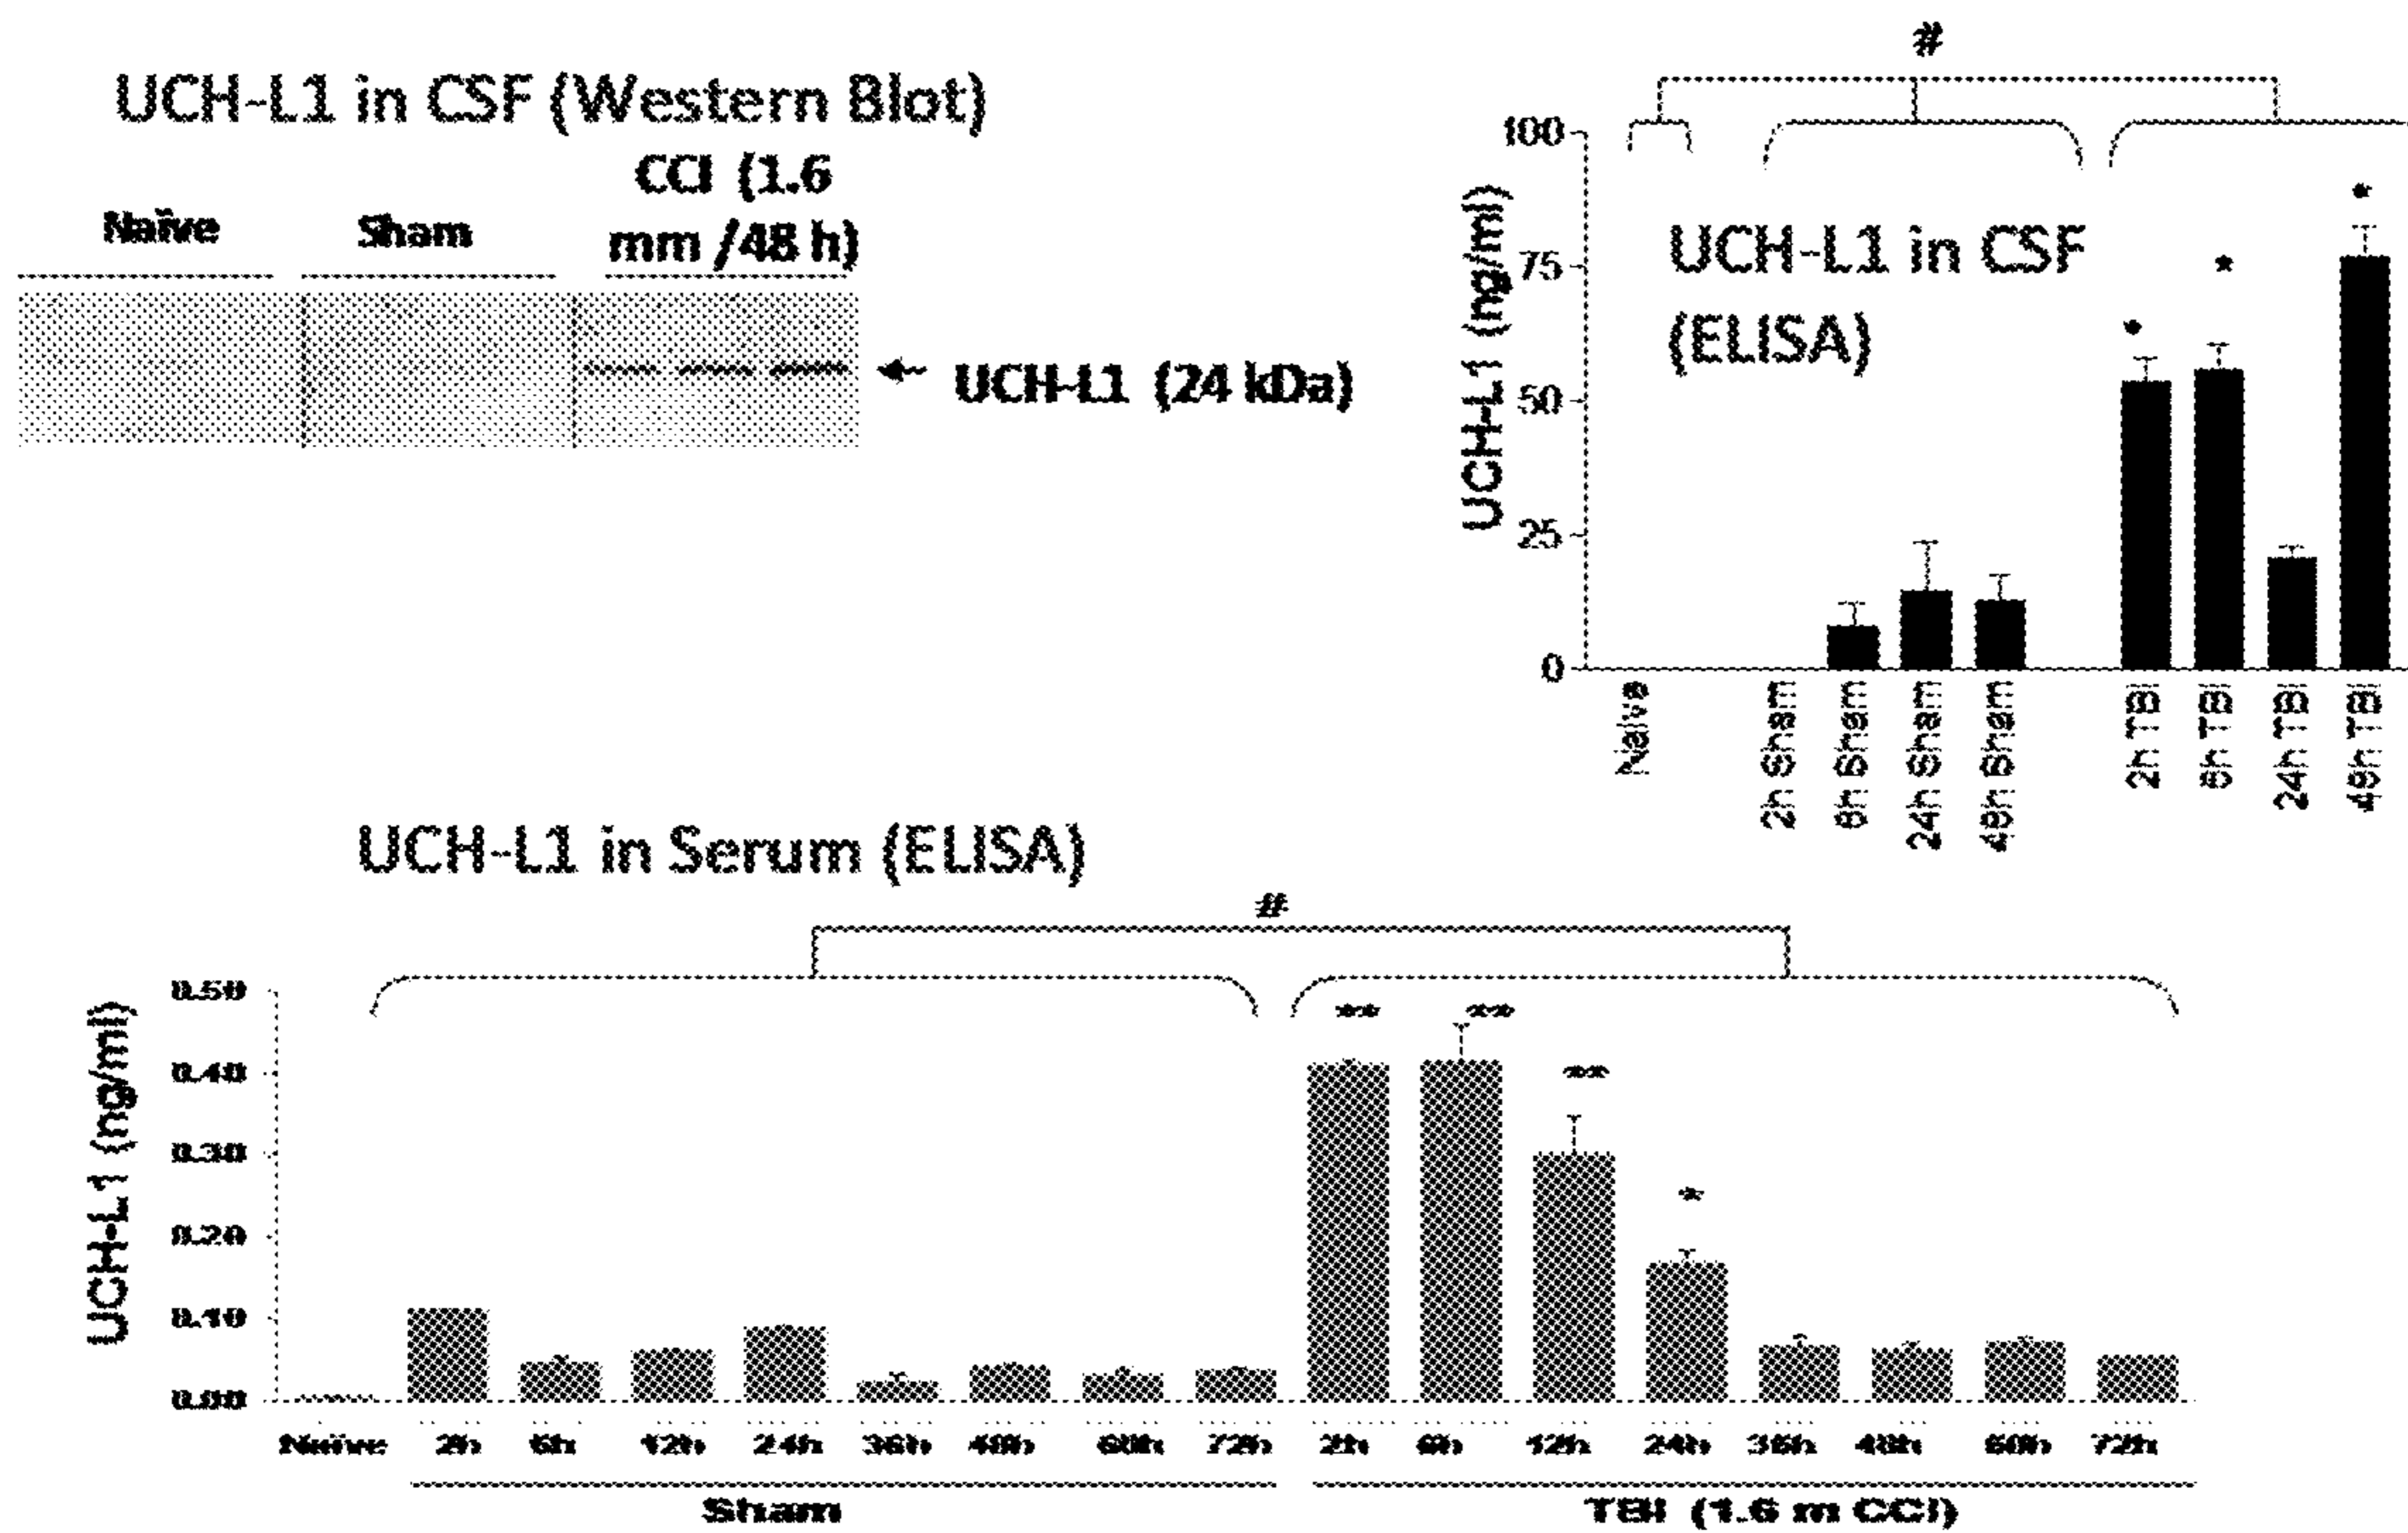 UCH-L1 in CSF (Western Blot)
Naïve
Sham
CCI (1.6
mm /48 h)
UCH-L1 (24 kDa)
#
UCH-L1 in CSF
(ELISA)
UCH-L1 (ng/ml)
100
75
50
25
0
*
*
*
Naive
2h Sham
6h Sham
24h Sham
48h Sham
2h TBI
6h TBI
24h TBI
48h TBI
UCH-L1 in Serum (ELISA)
#
UCH-L1 (ng/ml)
0.50
0.40
0.30
0.20
0.10
0.00
**
**
**
*
Naïve 2h 6h 12h 24h 36h 48h 60h 72h 2h 6h 12h 24h 36h 48h 60h 72h
Sham
TBI (1.6 m CCI)